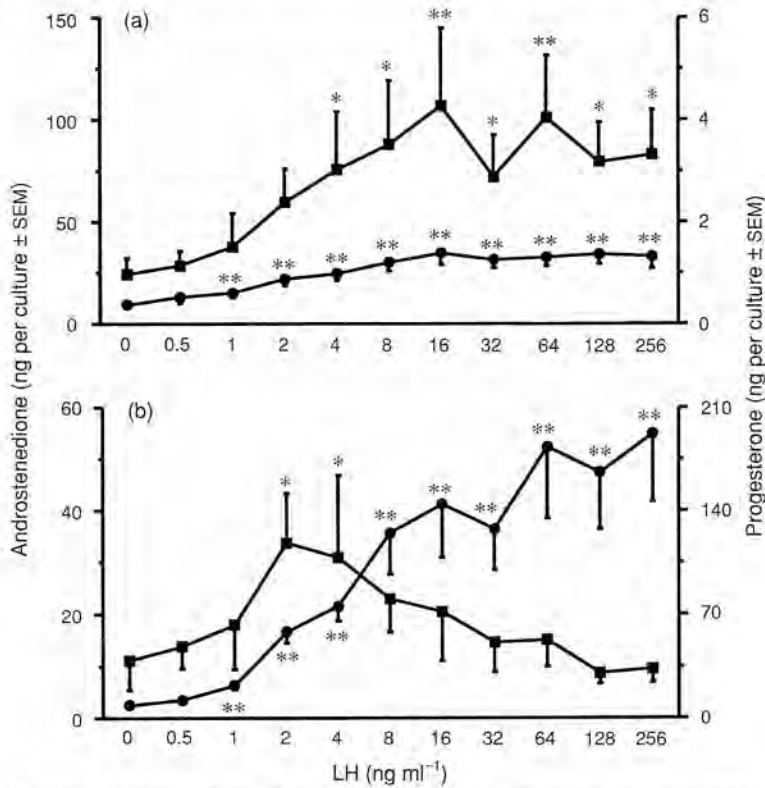 (a)
150
100
50
0
6
4
2
0
* * ** * ** * *
** ** ** ** ** ** ** ** **
0 0.5 1 2 4 8 16 32 64 128 256
(b)
60
40
20
0
210
140
70
0
* *
** ** ** ** ** ** ** ** **
0 0.5 1 2 4 8 16 32 64 128 256
LH (ng ml⁻¹)
Androstenedione (ng per culture ± SEM)
Progesterone (ng per culture ± SEM)